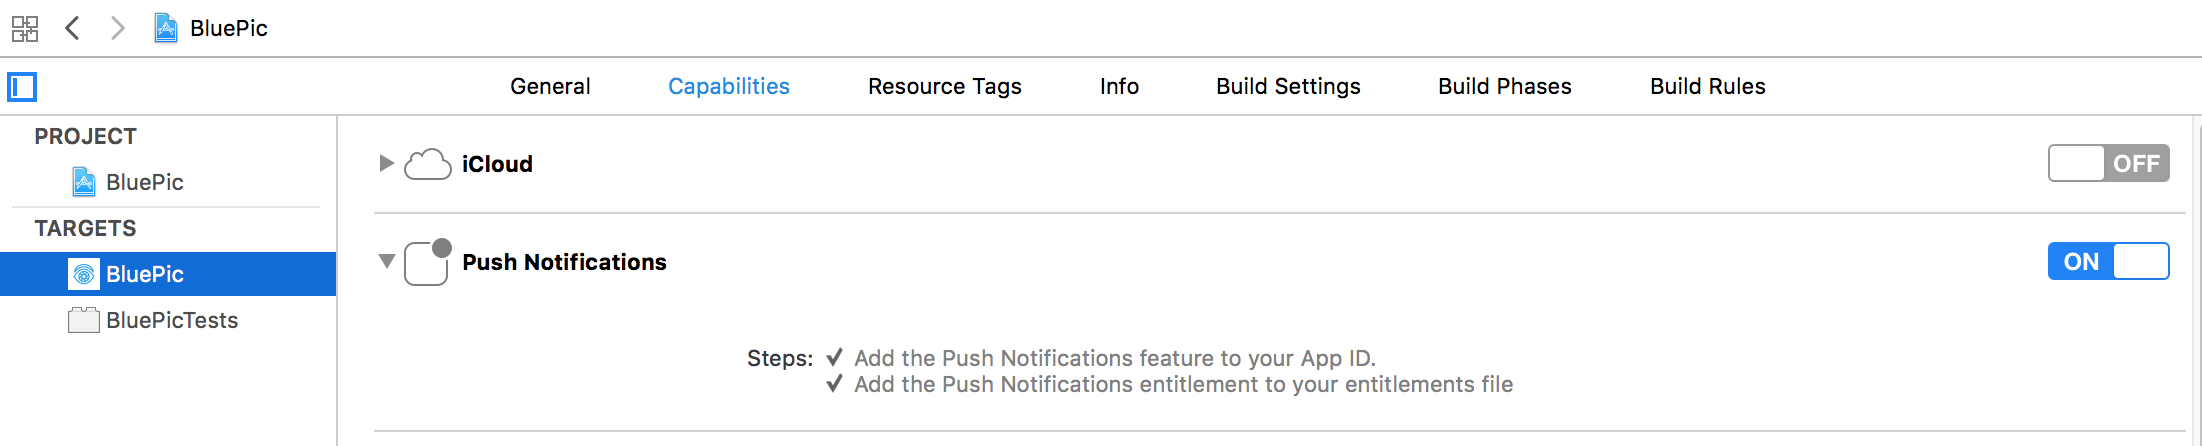 BluePic
General Capabilities Resource Tags Info Build Settings Build Phases Build Rules
PROJECT
BluePic
TARGETS
BluePic
BluePicTests
iCloud OFF
Push Notifications ON
Steps: ✓ Add the Push Notifications feature to your App ID.
✓ Add the Push Notifications entitlement to your entitlements file